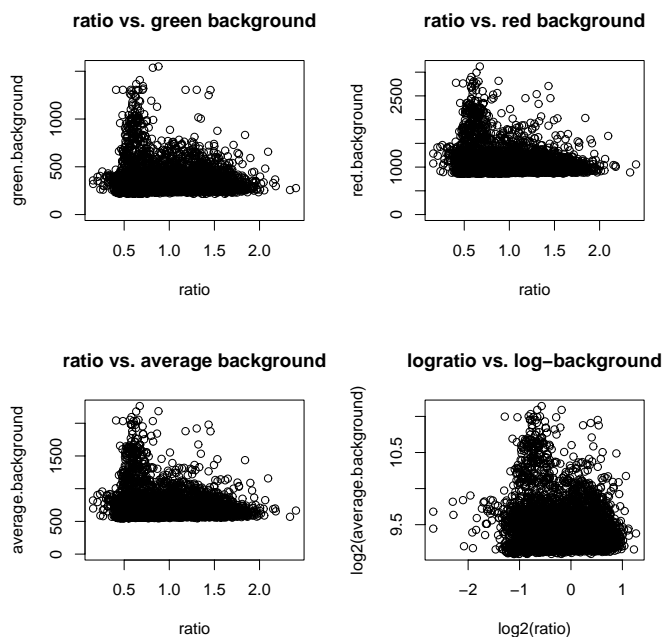 ratio vs. green background
green.background
0 500 1000
0.5 1.0 1.5 2.0
ratio
ratio vs. red background
red.background
0 1000 2500
0.5 1.0 1.5 2.0
ratio
ratio vs. average background
average.background
0 500 1500
0.5 1.0 1.5 2.0
ratio
logratio vs. log−background
log2(average.background)
9.5 10.5
−2 −1 0 1
log2(ratio)